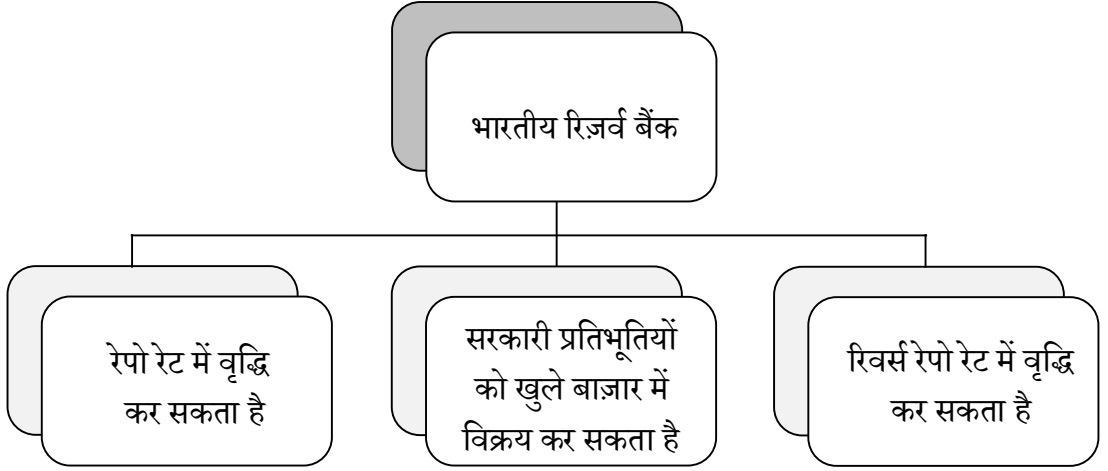 भारतीय रिज़र्व बैंक
रेपो रेट में वृद्धि
कर सकता है
सरकारी प्रतिभूतियों
को खुले बाज़ार में
विक्रय कर सकता है
रिवर्स रेपो रेट में वृद्धि
कर सकता है